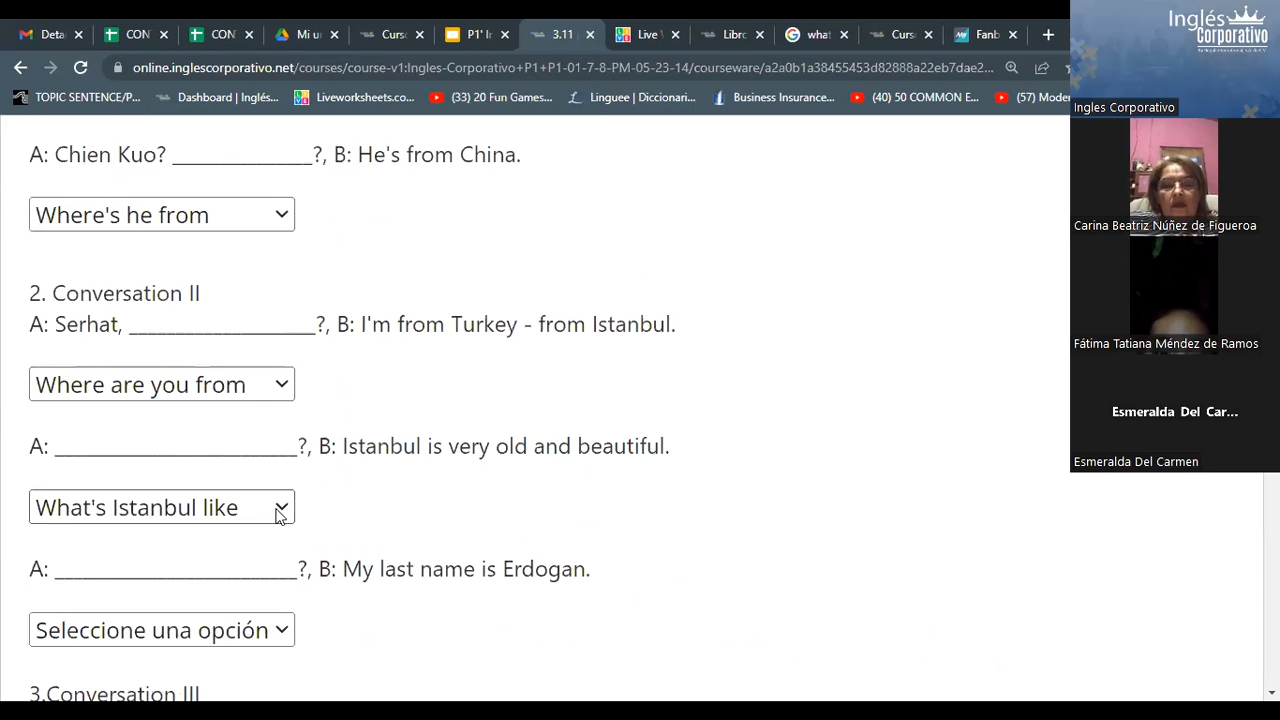 Deta
CON
CON
Mi u
Curs
P1' Ir
3.11
Live
Libr
what
Curs
Fanb
Inglés
Corporativo
online.inglescorporativo.net/courses/course-v1:Ingles-Corporativo+P1+P1-01-7-8-PM-05-23-14/courseware/a2a0b1a38455453d82888a22eb7dae2...
TOPIC SENTENCE/P...
Dashboard | Inglés...
Liveworksheets.co...
(33) 20 Fun Games...
Linguee | Diccionari...
Business Insurance...
(40) 50 COMMON E...
(57) Mode
Ingles Corporativo
A: Chien Kuo? ______________?, B: He's from China.
Where's he from
Carina Beatriz Núñez de Figueroa
2. Conversation II
A: Serhat, ___________________?, B: I'm from Turkey - from Istanbul.
Fátima Tatiana Méndez de Ramos
Where are you from
Esmeralda Del Car...
A: _________________________?, B: Istanbul is very old and beautiful.
Esmeralda Del Carmen
What's Istanbul like
A: _________________________?, B: My last name is Erdogan.
Seleccione una opción
3.Conversation III